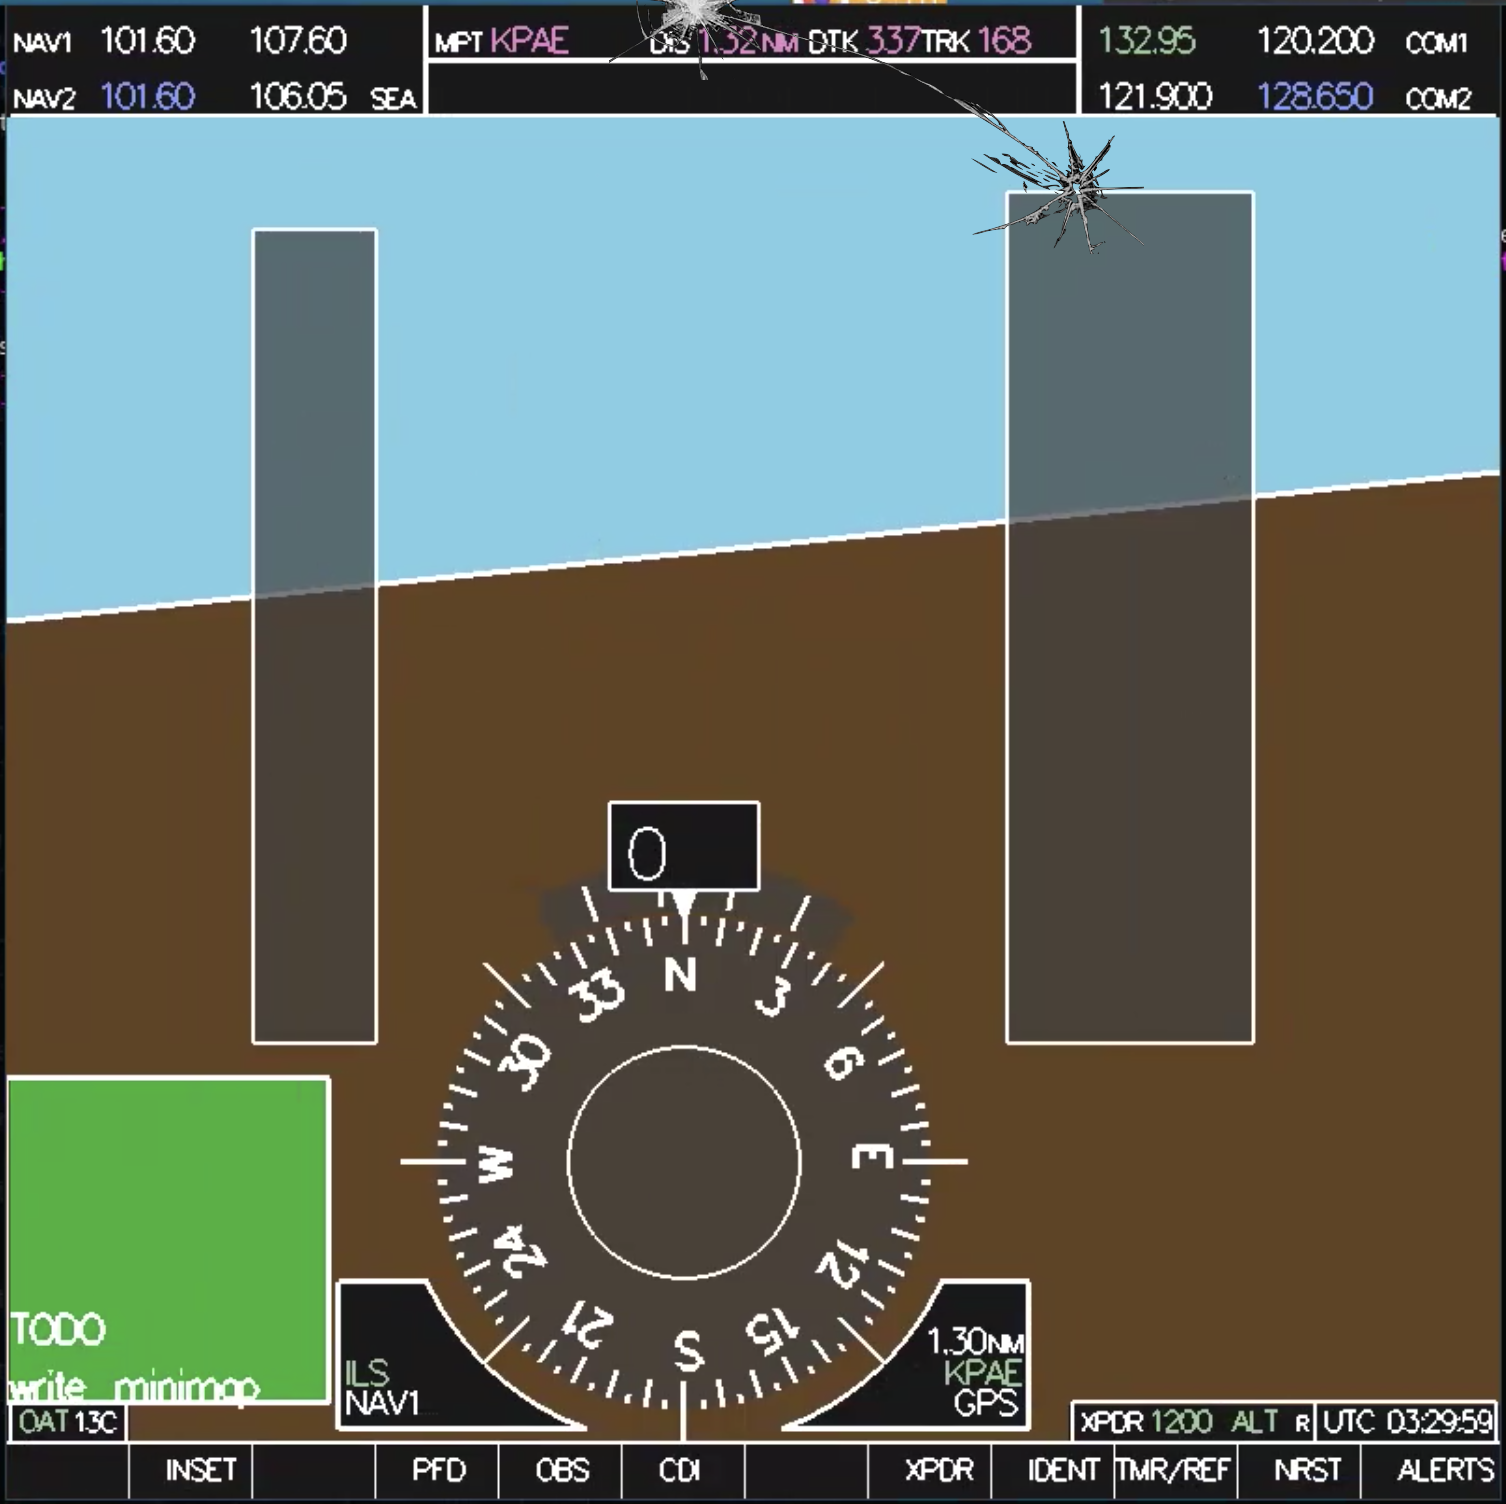 NAV1 101.60 107.60
NAV2 101.60 106.05 SEA
MPT KPAE DIS 1.32NM DTK 337 TRK 168
132.95 120.200 COM1
121.900 128.650 COM2
0
N
33 3
30 6
W E
24 12
21 15
S
TODO
write minimap
ILS
NAV1
1.30NM
KPAE
GPS
OAT 13C
XPDR 1200 ALT R UTC 03:29:59
INSET PFD OBS CDI XPDR IDENT TMR/REF NRST ALERTS